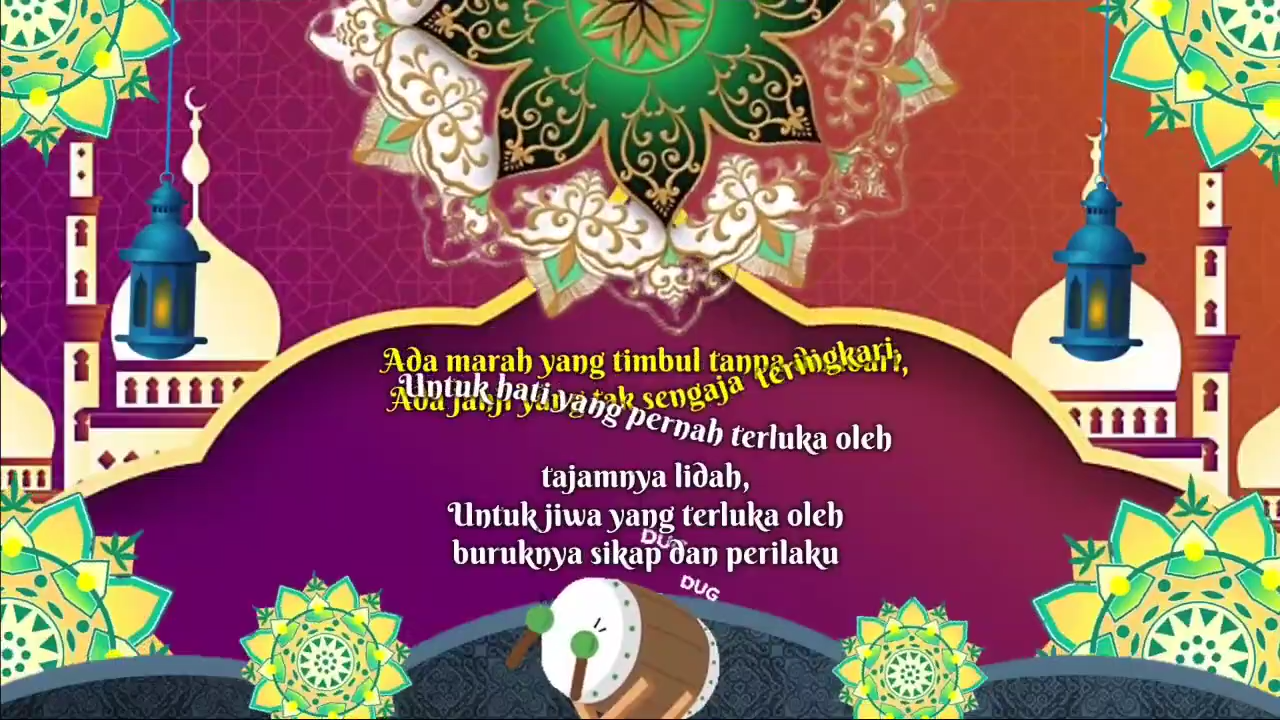 Ada marah yang timbul tanpa
Ada janji yang tak sengaja teringkari,
Untuk hati yang pernah terluka oleh
tajamnya lidah,
Untuk jiwa yang terluka oleh
buruknya sikap dan perilaku
DUG
DUG